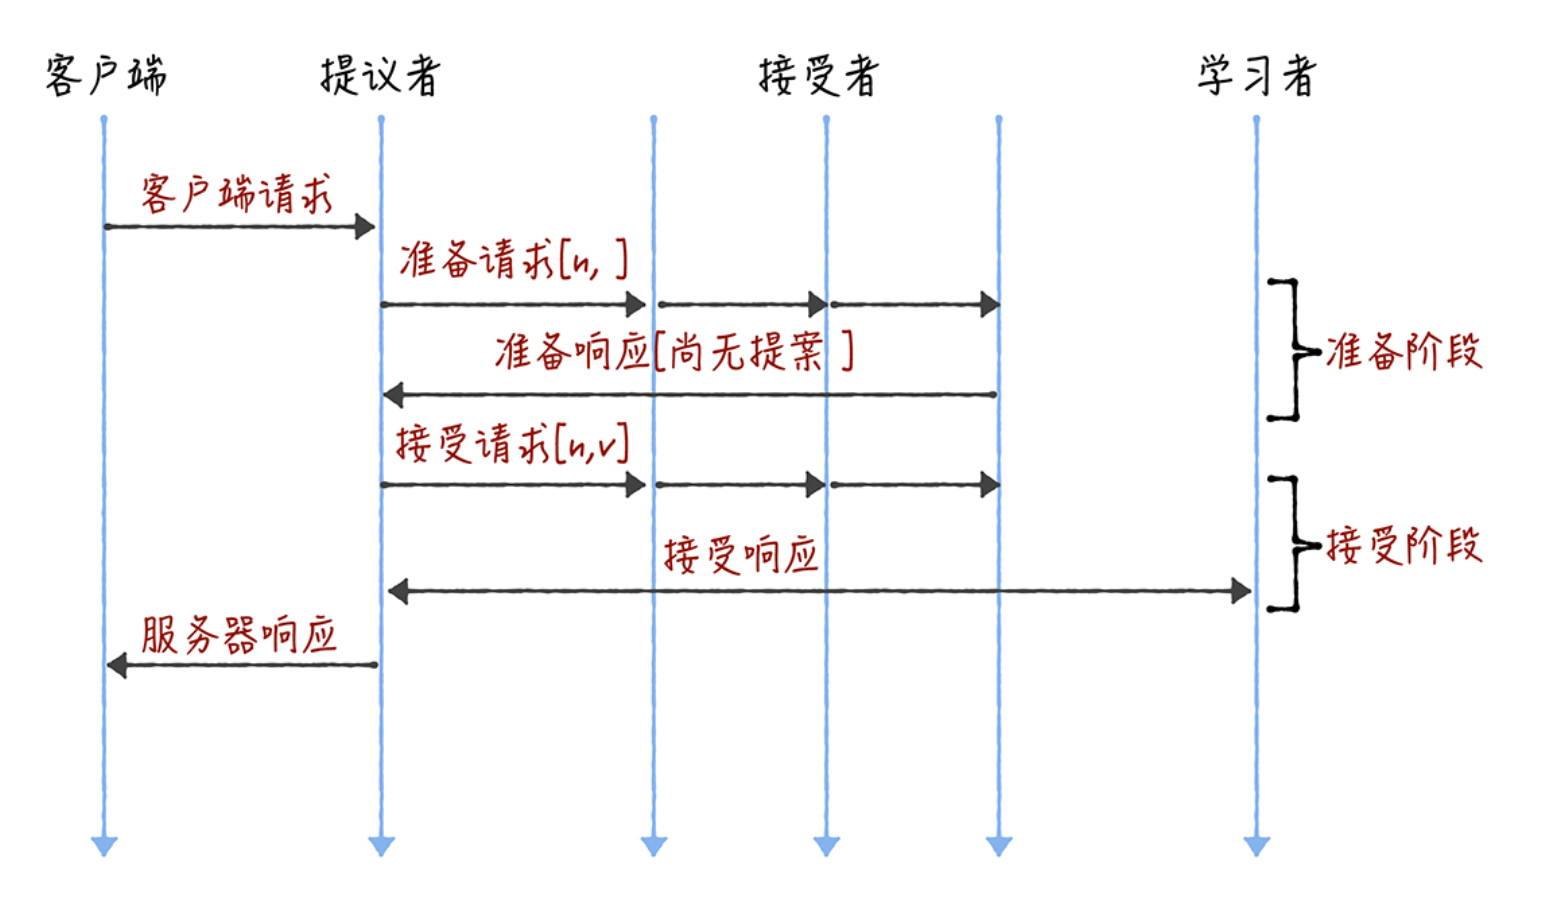 客户端 提议者 接受者 学习者
客户端请求
准备请求[n, ]
准备响应[尚无提案 ]
准备阶段
接受请求[n,v]
接受响应
接受阶段
服务器响应